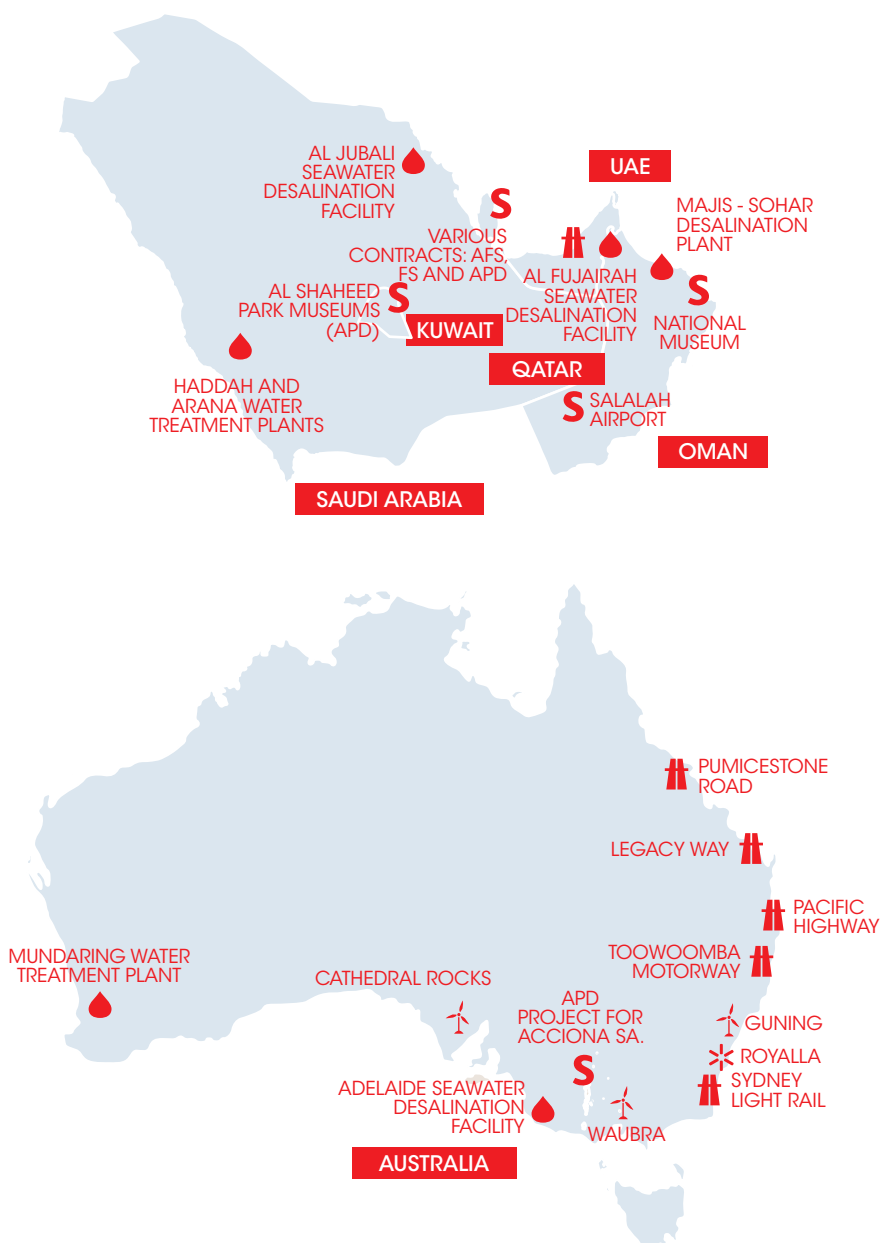 AL JUBALI
SEAWATER
DESALINATION
FACILITY
UAE
MAJIS - SOHAR
DESALINATION
PLANT
S
VARIOUS
CONTRACTS: AFS,
FS AND APD
AL FUJAIRAH
SEAWATER
DESALINATION
FACILITY
S
NATIONAL
MUSEUM
AL SHAHEED
PARK MUSEUMS
(APD)
S
KUWAIT
QATAR
HADDAH AND
ARANA WATER
TREATMENT PLANTS
S
SALALAH
AIRPORT
OMAN
SAUDI ARABIA
PUMICESTONE
ROAD
LEGACY WAY
PACIFIC
HIGHWAY
TOOWOOMBA
MOTORWAY
MUNDARING WATER
TREATMENT PLANT
CATHEDRAL ROCKS
APD
PROJECT FOR
ACCIONA SA.
S
GUNING
ROYALLA
SYDNEY
LIGHT RAIL
ADELAIDE SEAWATER
DESALINATION
FACILITY
WAUBRA
AUSTRALIA